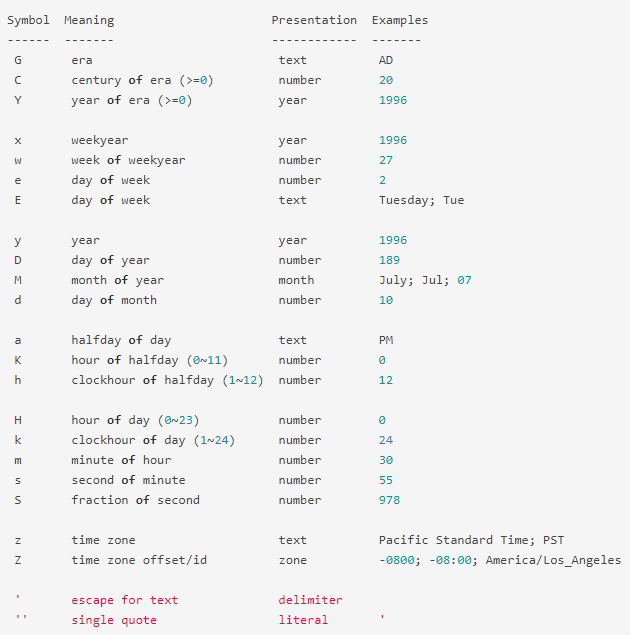 Symbol  Meaning                      Presentation  Examples
------  -------                      ------------  -------
 G       era                          text          AD
 C       century of era (>=0)         number        20
 Y       year of era (>=0)            year          1996

 x       weekyear                     year          1996
 w       week of weekyear             number        27
 e       day of week                  number        2
 E       day of week                  text          Tuesday; Tue

 y       year                         year          1996
 D       day of year                  number        189
 M       month of year                month         July; Jul; 07
 d       day of month                 number        10

 a       halfday of day               text          PM
 K       hour of halfday (0~11)       number        0
 h       clockhour of halfday (1~12)  number        12

 H       hour of day (0~23)           number        0
 k       clockhour of day (1~24)      number        24
 m       minute of hour               number        30
 s       second of minute             number        55
 S       fraction of second           number        978

 z       time zone                    text          Pacific Standard Time; PST
 Z       time zone offset/id          zone          -0800; -08:00; America/Los_Angeles

 '       escape for text              delimiter
 ''      single quote                 literal       '